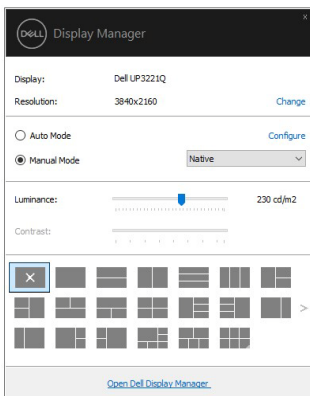 x
DELL Display Manager
Display: Dell UP3221Q
Resolution: 3840x2160 Change
Auto Mode Configure
Manual Mode Native
Luminance: 230 cd/m2
Contrast:
Open Dell Display Manager